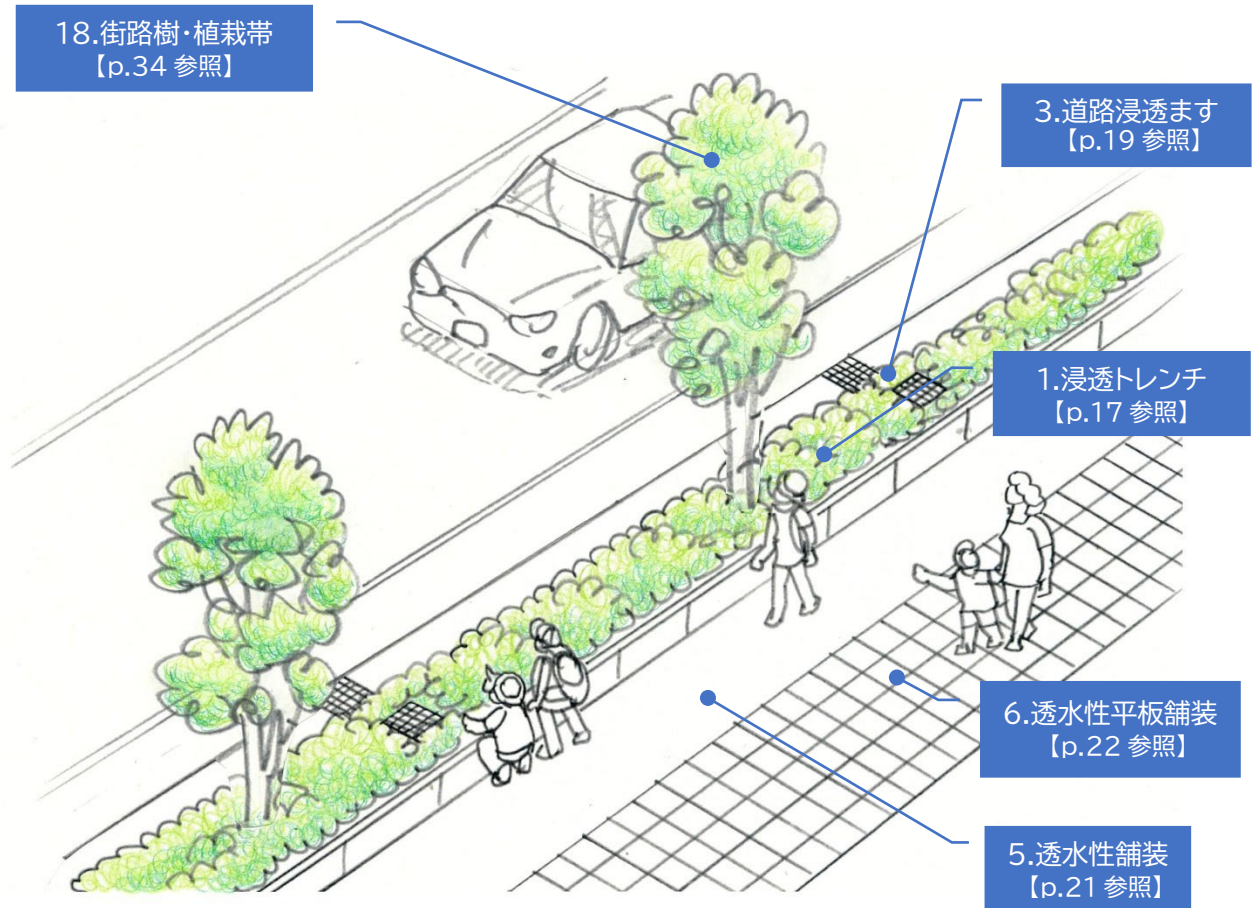 18.街路樹・植栽帯
【p.34 参照】
3.道路浸透ます
【p.19 参照】
1.浸透トレンチ
【p.17 参照】
6.透水性平板舗装
【p.22 参照】
5.透水性舗装
【p.21 参照】